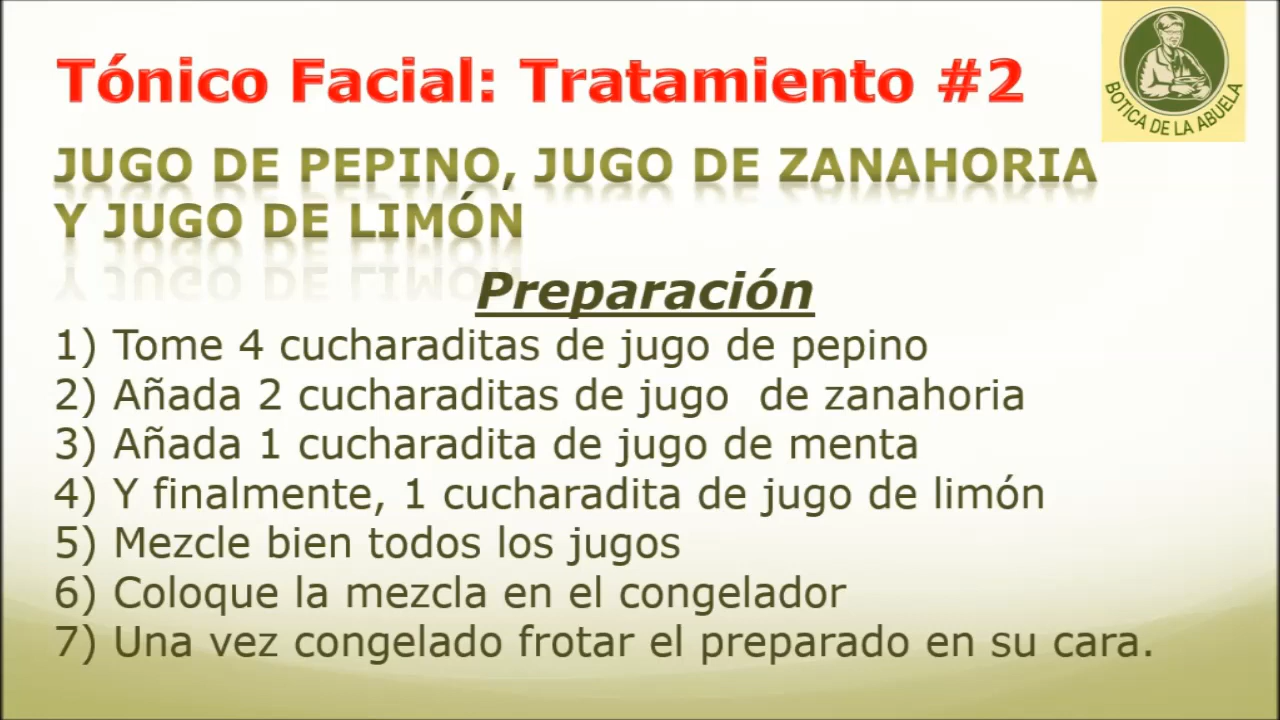 Tónico Facial: Tratamiento #2
BOTICA DE LA ABUELA
JUGO DE PEPINO, JUGO DE ZANAHORIA
Y JUGO DE LIMÓN
Preparación
1) Tome 4 cucharaditas de jugo de pepino
2) Añada 2 cucharaditas de jugo  de zanahoria
3) Añada 1 cucharadita de jugo de menta
4) Y finalmente, 1 cucharadita de jugo de limón
5) Mezcle bien todos los jugos
6) Coloque la mezcla en el congelador
7) Una vez congelado frotar el preparado en su cara.